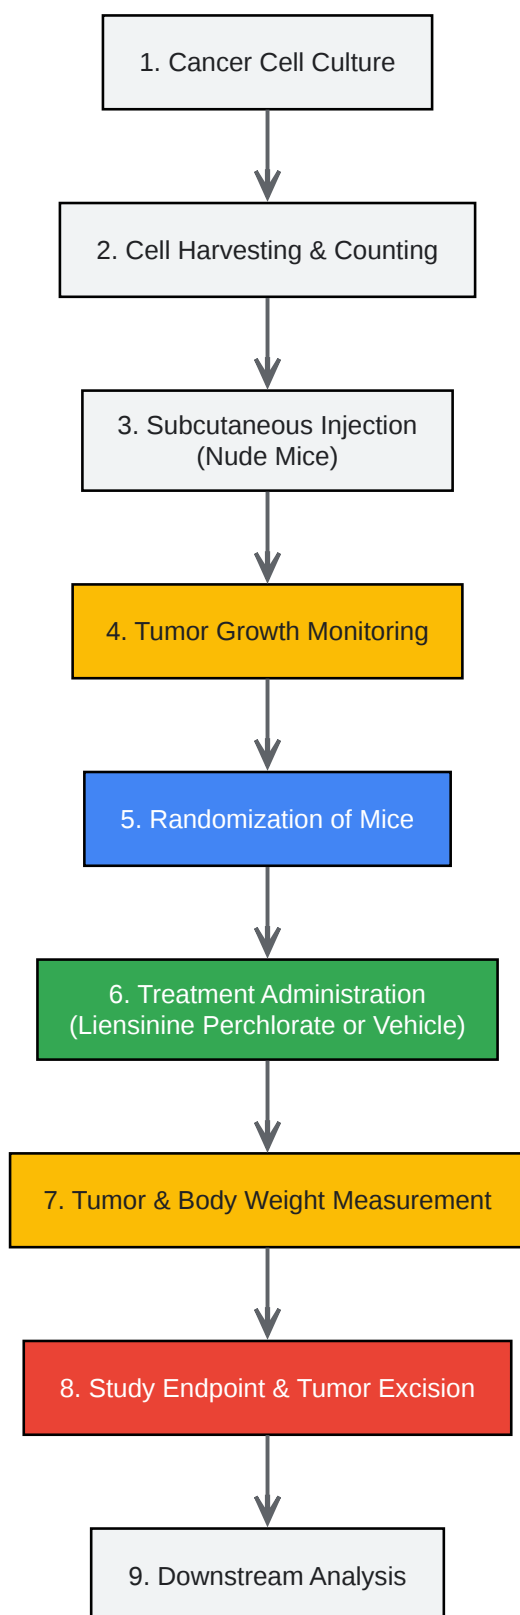 1. Cancer Cell Culture
2. Cell Harvesting & Counting
3. Subcutaneous Injection
(Nude Mice)
4. Tumor Growth Monitoring
5. Randomization of Mice
6. Treatment Administration
(Liensinine Perchlorate or Vehicle)
7. Tumor & Body Weight Measurement
8. Study Endpoint & Tumor Excision
9. Downstream Analysis